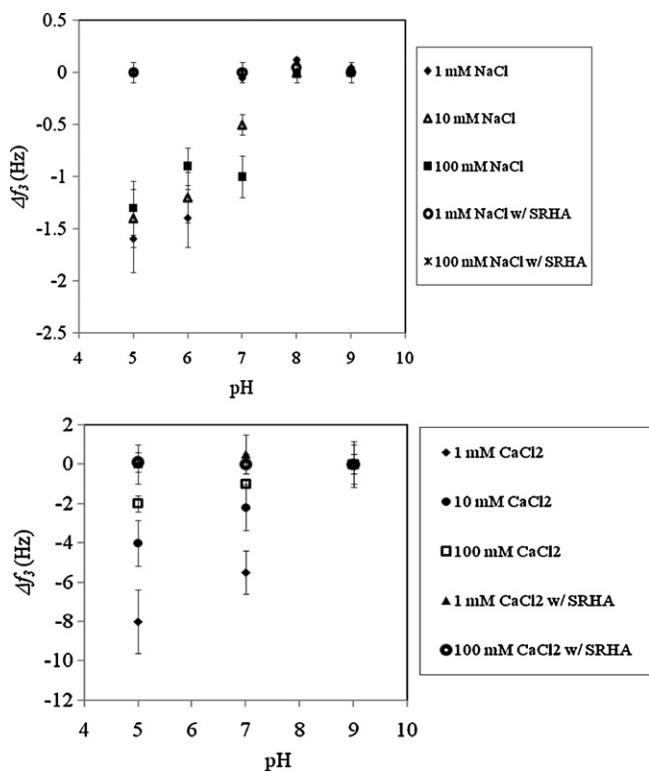 0.5
0
-0.5
-1
-1.5
-2
-2.5
Δf3 (Hz)
4 5 6 7 8 9 10
pH
1 mM NaCl
10 mM NaCl
100 mM NaCl
1 mM NaCl w/ SRHA
100 mM NaCl w/ SRHA
2
0
-2
-4
-6
-8
-10
-12
Δf3 (Hz)
4 5 6 7 8 9 10
pH
1 mM CaCl2
10 mM CaCl2
100 mM CaCl2
1 mM CaCl2 w/ SRHA
100 mM CaCl2 w/ SRHA